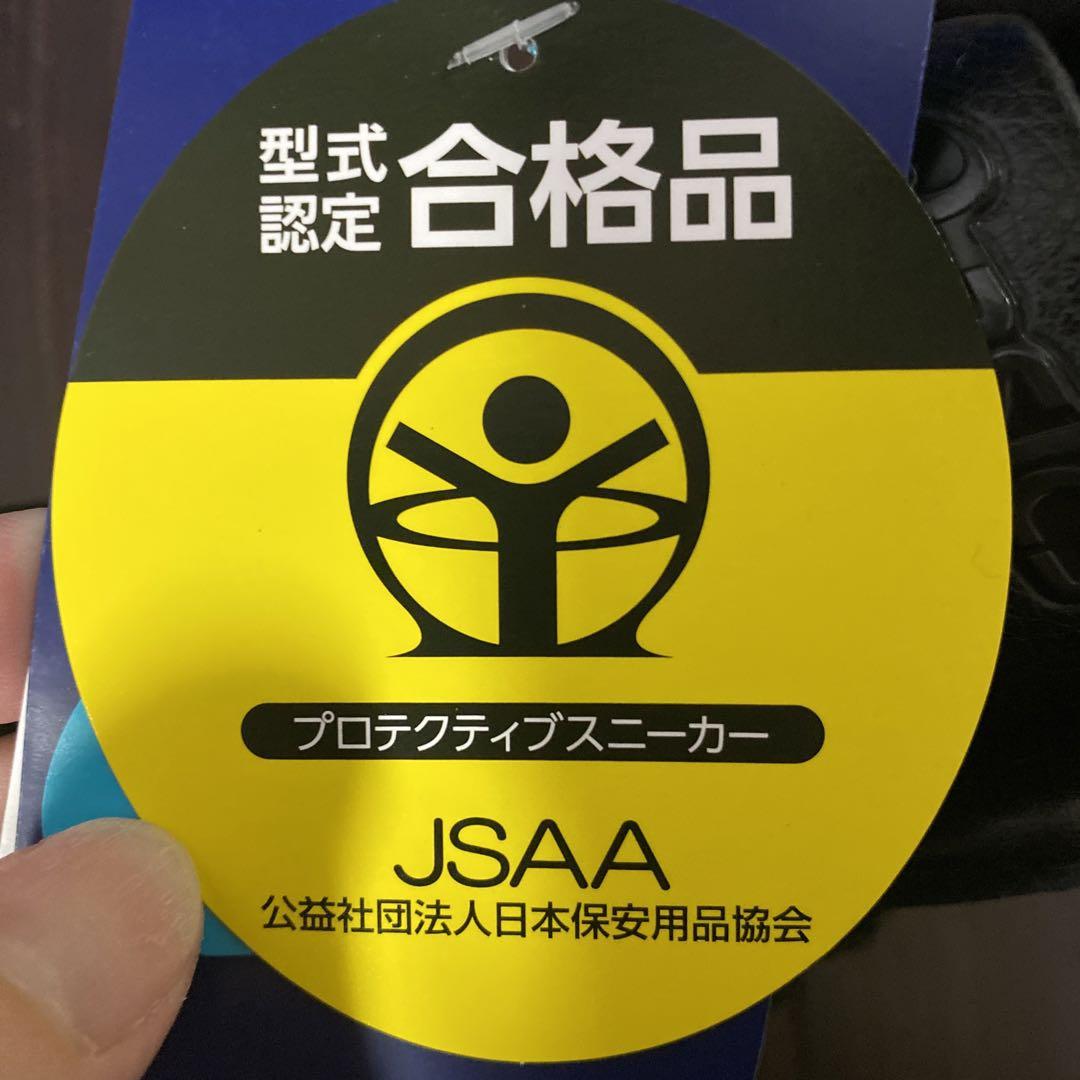 型式
認定
合格品
プロテクティブスニーカー
JSAA
公益社団法人日本保安用品協会